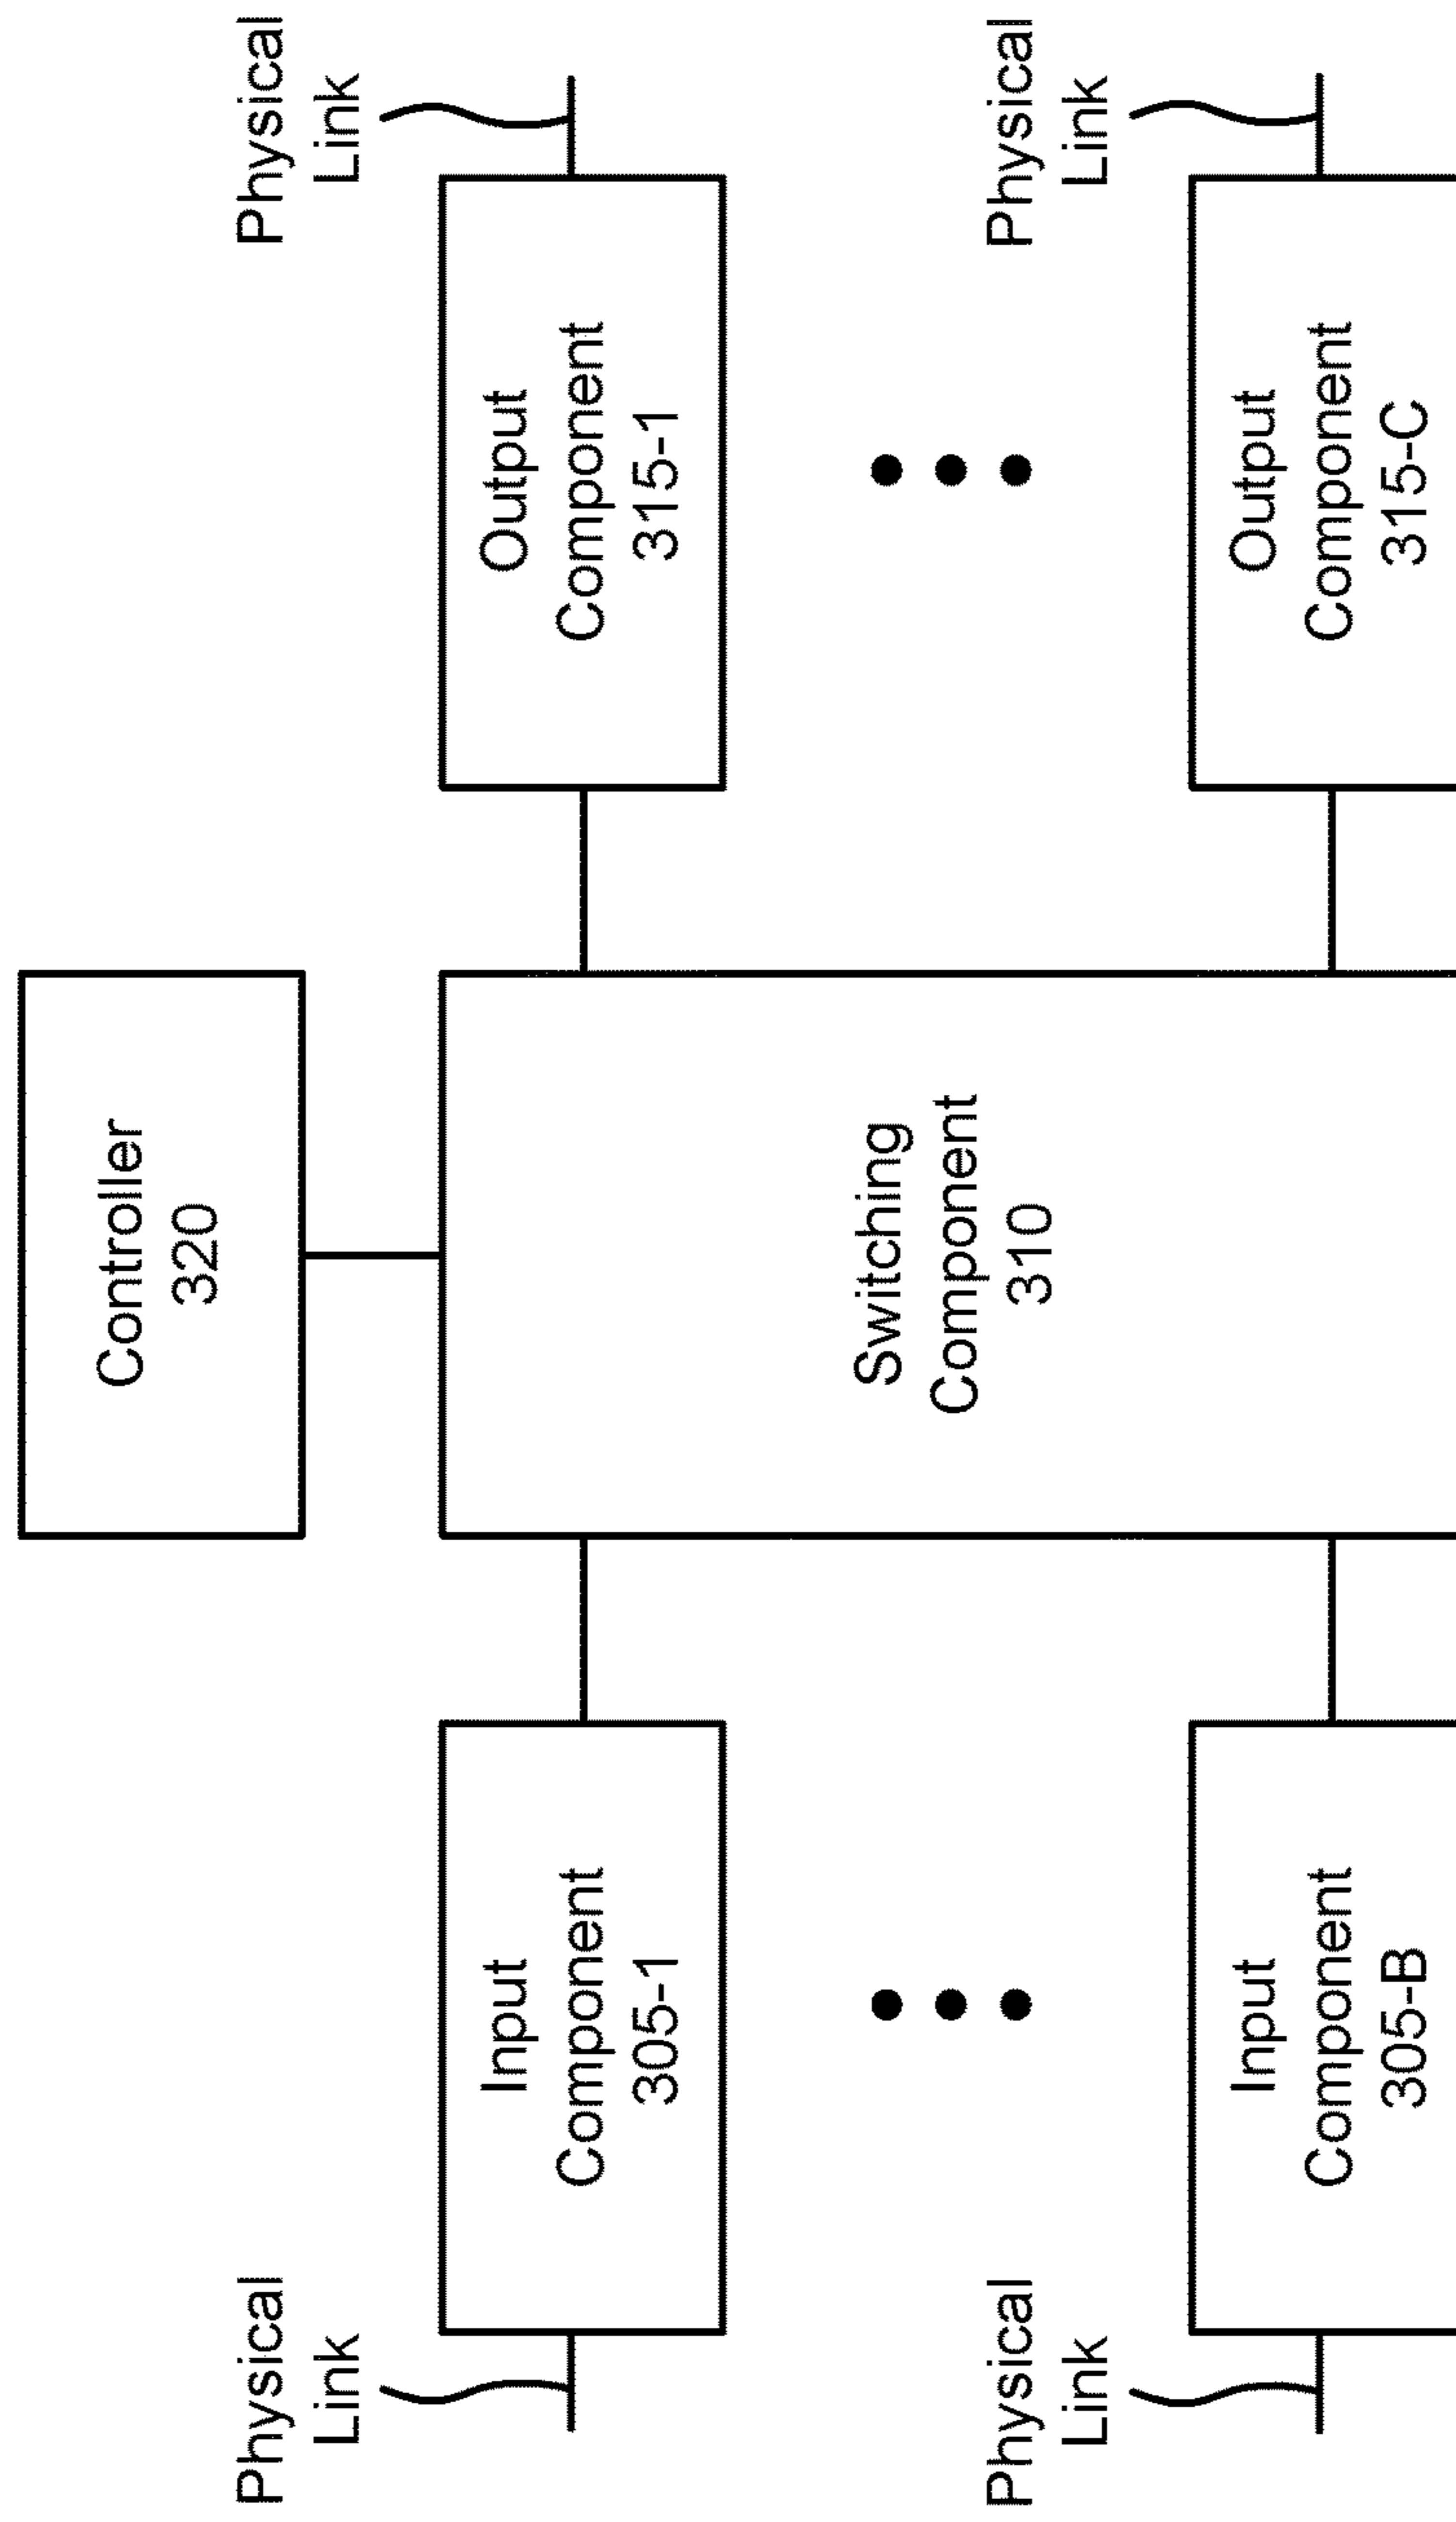 Controller
320
Physical
Link
Input
Component
305-1
Switching
Component
310
Output
Component
315-1
Physical
Link
Physical
Link
Input
Component
305-B
Output
Component
315-C
Physical
Link